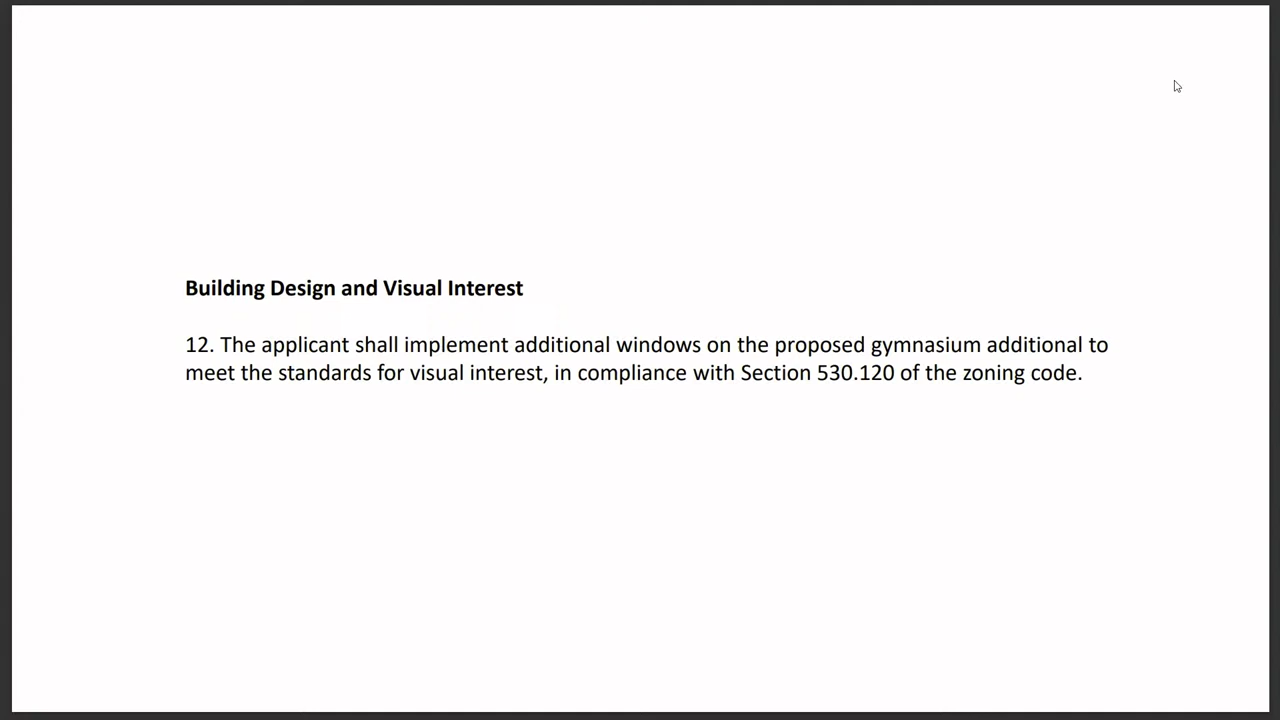 Building Design and Visual Interest
12. The applicant shall implement additional windows on the proposed gymnasium additional to
meet the standards for visual interest, in compliance with Section 530.120 of the zoning code.